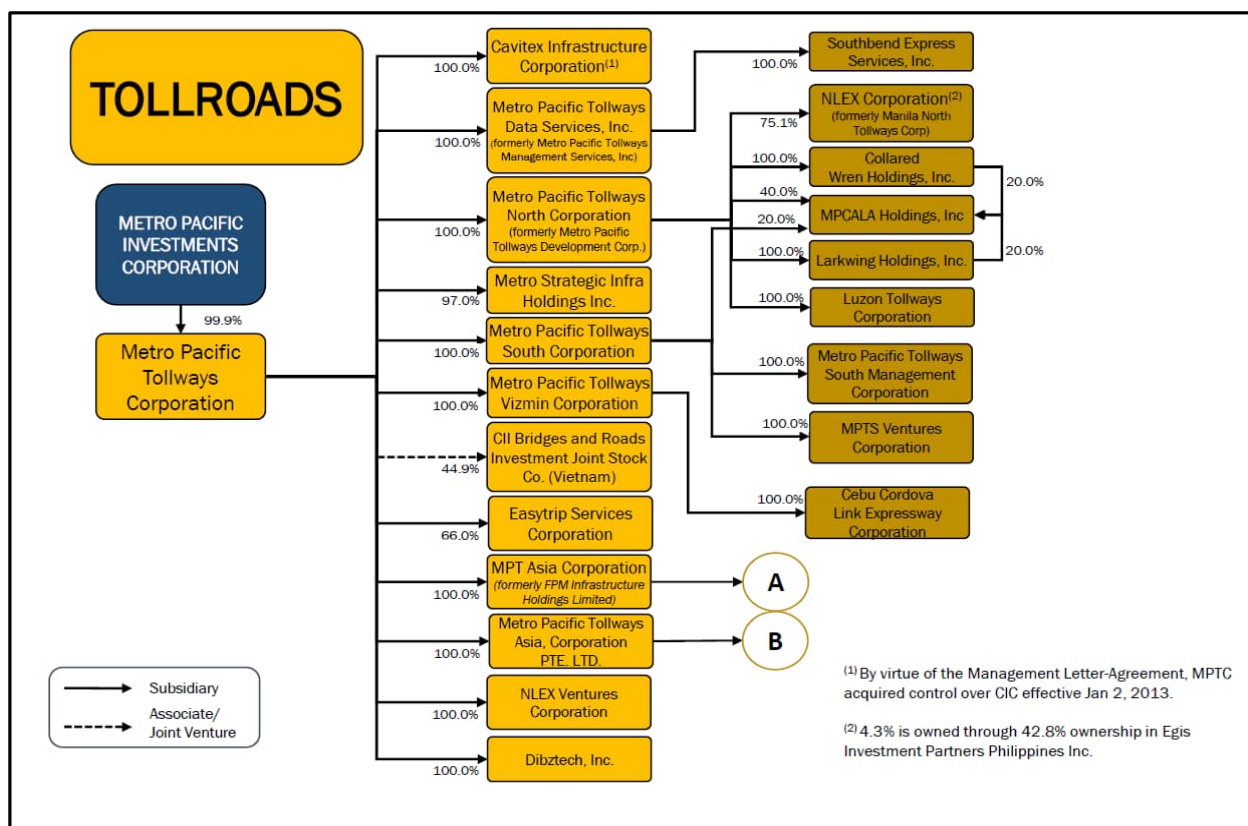 TOLLROADS
METRO PACIFIC
INVESTMENTS
CORPORATION
99.9%
Metro Pacific
Tollways
Corporation
Cavitex Infrastructure
Corporation(1)
100.0%
Metro Pacific Tollways
Data Services, Inc.
(formerly Metro Pacific Tollways
Management Services, Inc)
100.0%
Metro Pacific Tollways
North Corporation
(formerly Metro Pacific
Tollways Development Corp.)
100.0%
Metro Strategic Infra
Holdings Inc.
97.0%
Metro Pacific Tollways
South Corporation
100.0%
Metro Pacific Tollways
Vizmin Corporation
100.0%
CII Bridges and Roads
Investment Joint Stock
Co. (Vietnam)
44.9%
Easytrip Services
Corporation
66.0%
MPT Asia Corporation
(formerly FPM Infrastructure
Holdings Limited)
100.0%
Metro Pacific Tollways
Asia, Corporation
PTE. LTD.
100.0%
NLEX Ventures
Corporation
100.0%
Dibztech, Inc.
100.0%
Southbend Express
Services, Inc.
100.0%
NLEX Corporation(2)
(formerly Manila North
Tollways Corp)
75.1%
Collared
Wren Holdings, Inc.
100.0%
20.0%
40.0%
MPCALA Holdings, Inc
20.0%
Larkwing Holdings, Inc.
100.0%
20.0%
Luzon Tollways
Corporation
100.0%
Metro Pacific Tollways
South Management
Corporation
100.0%
MPTS Ventures
Corporation
100.0%
Cebu Cordova
Link Expressway
Corporation
100.0%
A
B
Subsidiary
Associate/
Joint Venture
(1) By virtue of the Management Letter-Agreement, MPTC
acquired control over CIC effective Jan 2, 2013.
(2) 4.3% is owned through 42.8% ownership in Egis
Investment Partners Philippines Inc.